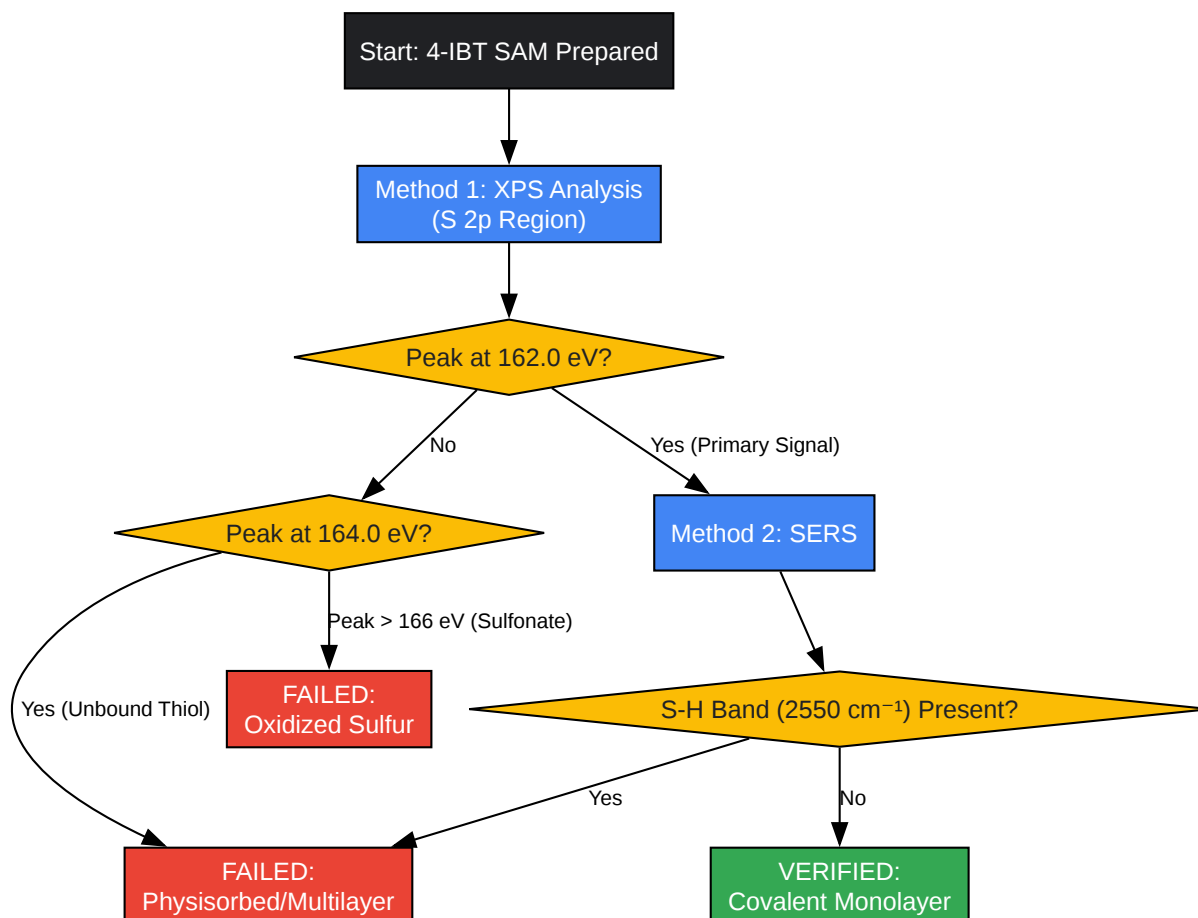 Start: 4-IBT SAM Prepared
Method 1: XPS Analysis
(S 2p Region)
Peak at 162.0 eV?
No
Yes (Primary Signal)
Peak at 164.0 eV?
Method 2: SERS
Peak > 166 eV (Sulfonate)
Yes (Unbound Thiol)
FAILED:
Oxidized Sulfur
S-H Band (2550 cm⁻¹) Present?
Yes
No
FAILED:
Physisorbed/Multilayer
VERIFIED:
Covalent Monolayer